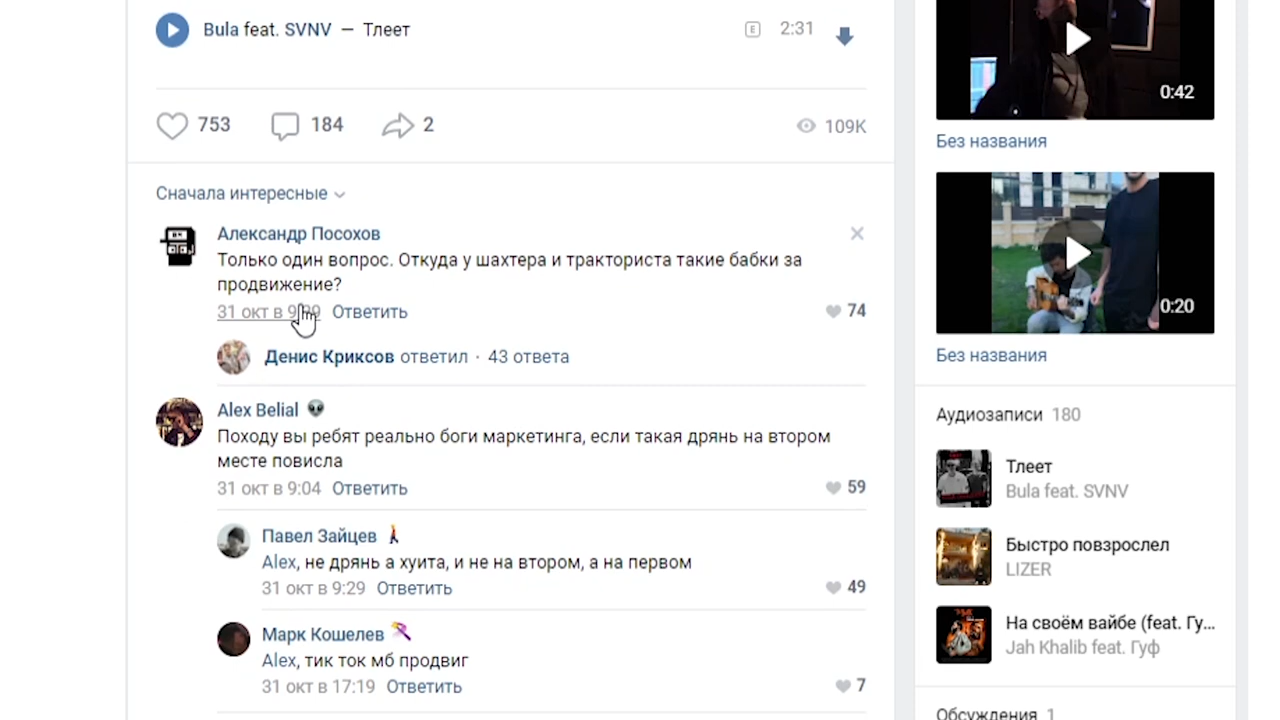 Bula feat. SVNV — Тлеет
E 2:31
753
184
2
109K
Сначала интересные
Александр Посохов
Только один вопрос. Откуда у шахтера и тракториста такие бабки за
продвижение?
31 окт в Ответить
74
Денис Криксов ответил · 43 ответа
Alex Belial
Походу вы ребят реально боги маркетинга, если такая дрянь на втором
месте повисла
31 окт в 9:04 Ответить
59
Павел Зайцев
Alex, не дрянь а хуита, и не на втором, а на первом
31 окт в 9:29 Ответить
49
Марк Кошелев
Alex, тик ток мб продвиг
31 окт в 17:19 Ответить
7
0:42
Без названия
0:20
Без названия
Аудиозаписи 180
Тлеет
Bula feat. SVNV
Быстро повзрослел
LIZER
На своём вайбе (feat. Гу...
Jah Khalib feat. Гуф
Обсуждения 1